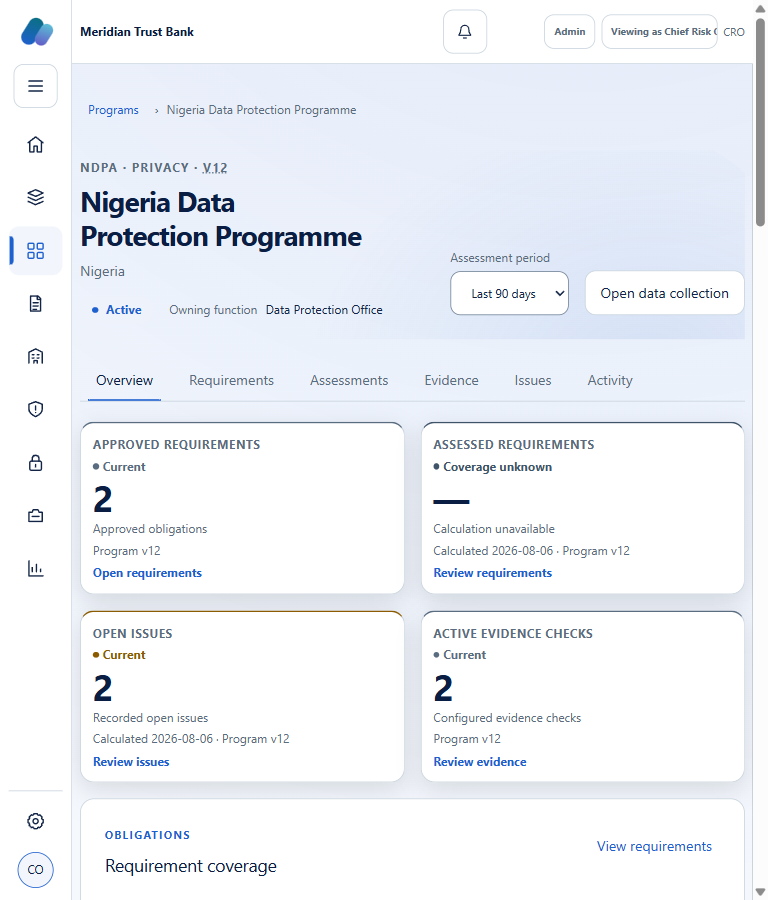 Meridian Trust Bank
Admin
Viewing as Chief Risk
CRO
Programs › Nigeria Data Protection Programme
NDPA · PRIVACY · V12
Nigeria Data
Protection Programme
Nigeria
Active
Owning function Data Protection Office
Assessment period
Last 90 days
Open data collection
Overview
Requirements
Assessments
Evidence
Issues
Activity
APPROVED REQUIREMENTS
Current
2
Approved obligations
Program v12
Open requirements
ASSESSED REQUIREMENTS
Coverage unknown
—
Calculation unavailable
Calculated 2026-08-06 · Program v12
Review requirements
OPEN ISSUES
Current
2
Recorded open issues
Calculated 2026-08-06 · Program v12
Review issues
ACTIVE EVIDENCE CHECKS
Current
2
Configured evidence checks
Program v12
Review evidence
OBLIGATIONS
Requirement coverage
View requirements
CO